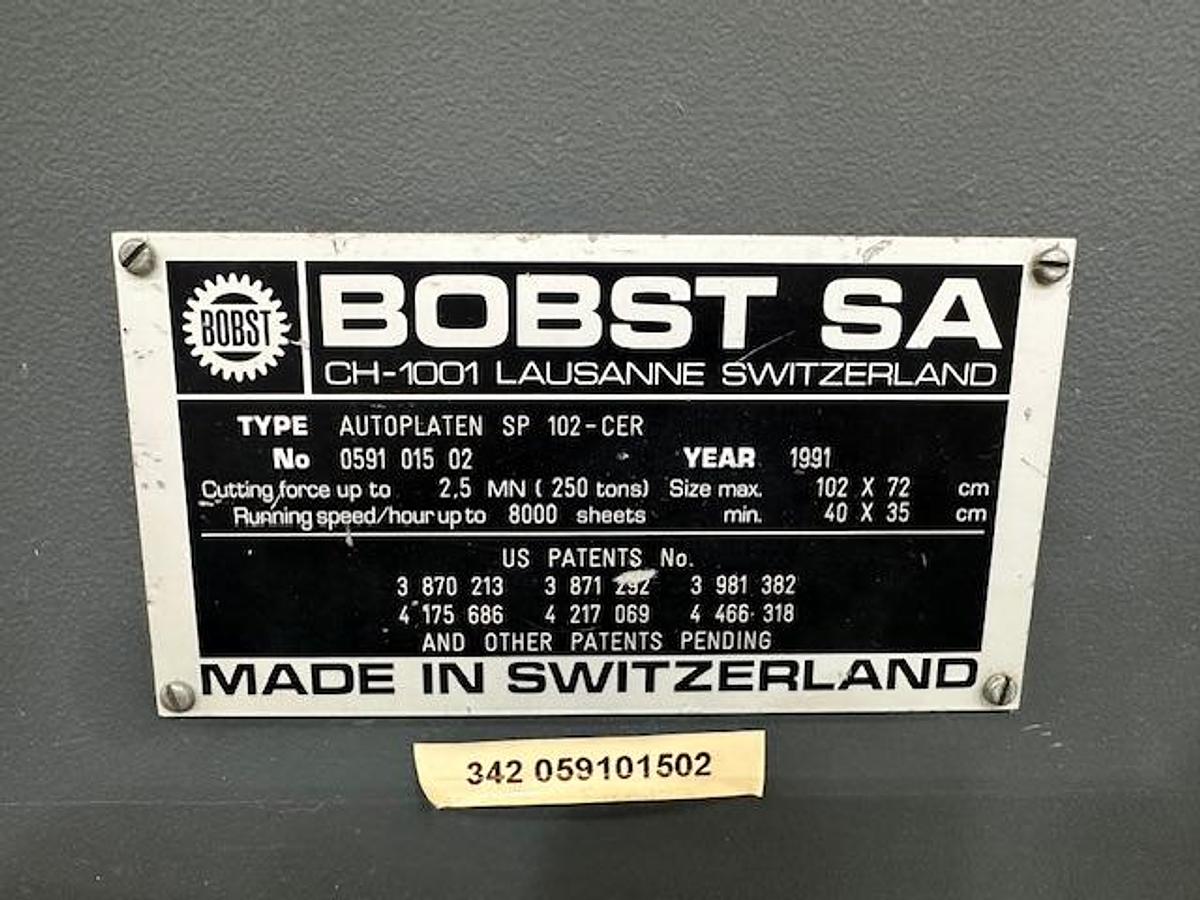 BOBST
BOBST SA
CH-1001 LAUSANNE SWITZERLAND
TYPE AUTOPLATEN SP 102-CER
No 0591 015 02 YEAR 1991
Cutting force up to 2.5 MN ( 250 tons) Size max. 102 X 72 cm
Running speed/hour up to 8000 sheets min. 40 X 35 cm
US PATENTS No.
3 870 213 3 871 292 3 981 382
4 175 686 4 217 069 4 466 318
AND OTHER PATENTS PENDING
MADE IN SWITZERLAND
342 059101502